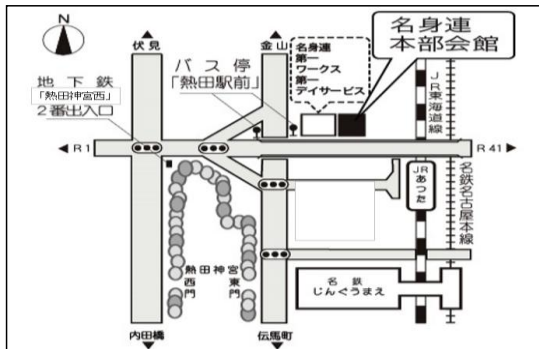 N
伏見
金山
バス停
「熱田駅前」
名身連
第一
ワークス
第一
デイサービス
名身連
本部会館
地下鉄
「熱田神宮西」
2番出入口
JR東海道線
R1
R41
JRあつた
名鉄名古屋本線
熱田神宮
西門
東門
名鉄
じんぐうまえ
内田橋
伝馬町